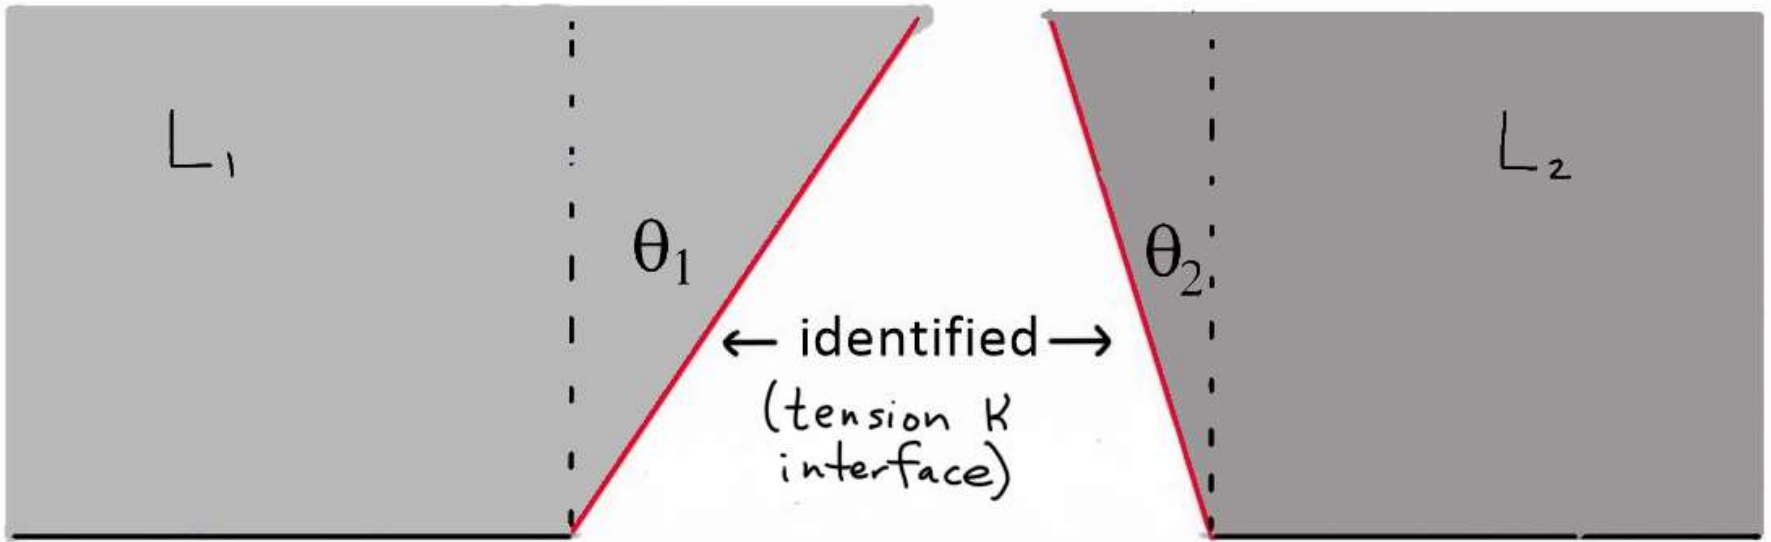 L₁
L₂
θ₁
θ₂
← identified →
(tension K
interface)